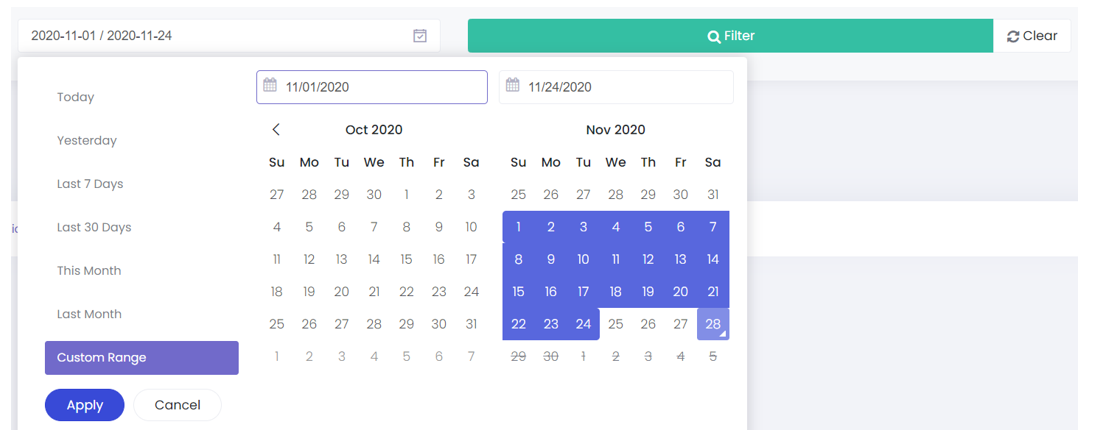 2020-11-01 / 2020-11-24
Filter
Clear
Today
Yesterday
Last 7 Days
Last 30 Days
This Month
Last Month
Custom Range
Apply
Cancel
11/01/2020
11/24/2020
Oct 2020
Su Mo Tu We Th Fr Sa
27 28 29 30 1 2 3
4 5 6 7 8 9 10
11 12 13 14 15 16 17
18 19 20 21 22 23 24
25 26 27 28 29 30 31
1 2 3 4 5 6 7
Nov 2020
Su Mo Tu We Th Fr Sa
25 26 27 28 29 30 31
1 2 3 4 5 6 7
8 9 10 11 12 13 14
15 16 17 18 19 20 21
22 23 24 25 26 27 28
29 30 1 2 3 4 5